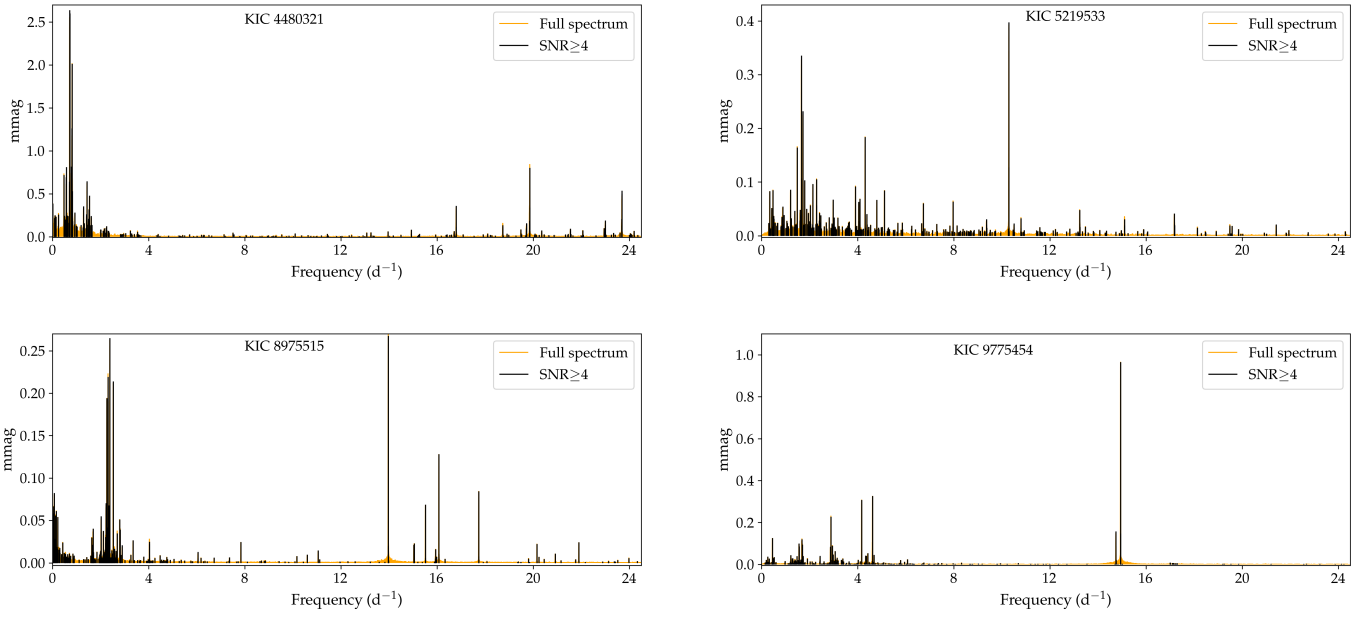 KIC 4480321
Full spectrum
SNR≥4
mmag
2.5
2.0
1.5
1.0
0.5
0.0
0 4 8 12 16 20 24
Frequency (d⁻¹)
KIC 5219533
Full spectrum
SNR≥4
mmag
0.4
0.3
0.2
0.1
0.0
0 4 8 12 16 20 24
Frequency (d⁻¹)
KIC 8975515
Full spectrum
SNR≥4
mmag
0.25
0.20
0.15
0.10
0.05
0.00
0 4 8 12 16 20 24
Frequency (d⁻¹)
KIC 9775454
Full spectrum
SNR≥4
mmag
1.0
0.8
0.6
0.4
0.2
0.0
0 4 8 12 16 20 24
Frequency (d⁻¹)